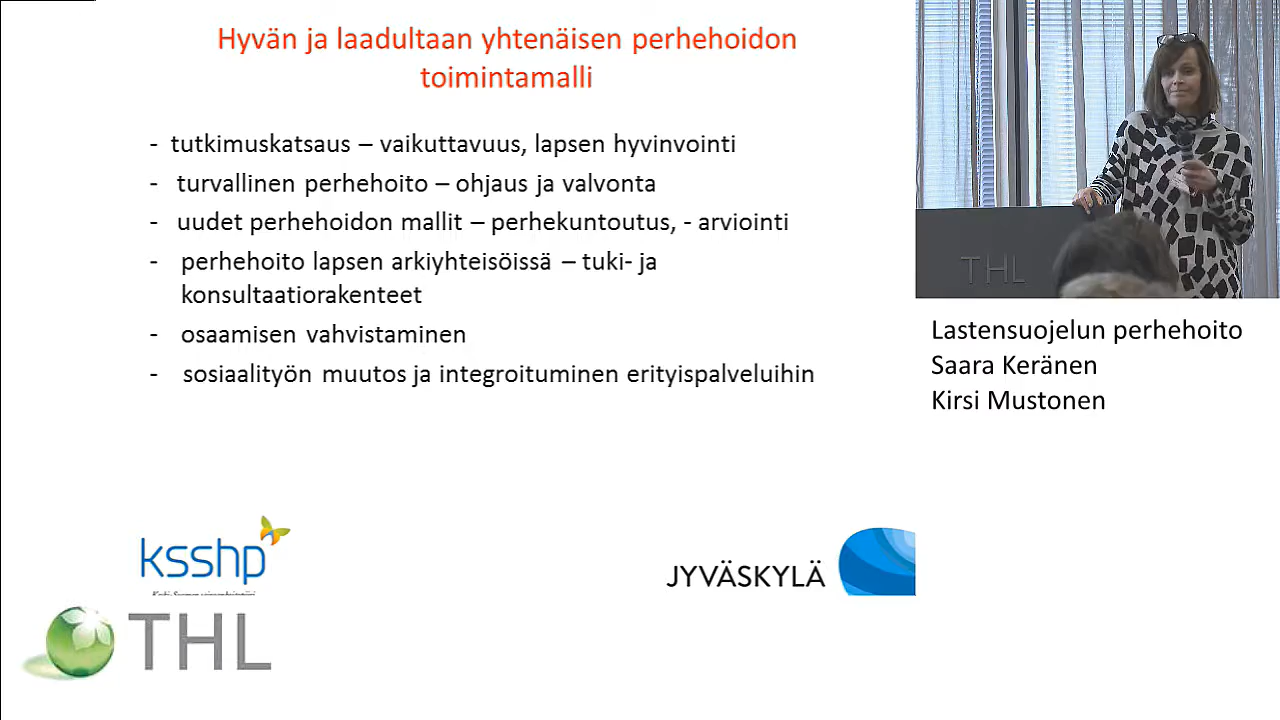 Hyvän ja laadultaan yhtenäisen perhehoidon
toimintamalli
- tutkimuskatsaus – vaikuttavuus, lapsen hyvinvointi
- turvallinen perhehoito – ohjaus ja valvonta
- uudet perhehoidon mallit – perhekuntoutus, - arviointi
- perhehoito lapsen arkiyhteisöissä – tuki- ja
konsultaatiorakenteet
- osaamisen vahvistaminen
- sosiaalityön muutos ja integroituminen erityispalveluihin
THL
Lastensuojelun perhehoito
Saara Keränen
Kirsi Mustonen
ksshp
JYVÄSKYLÄ
THL